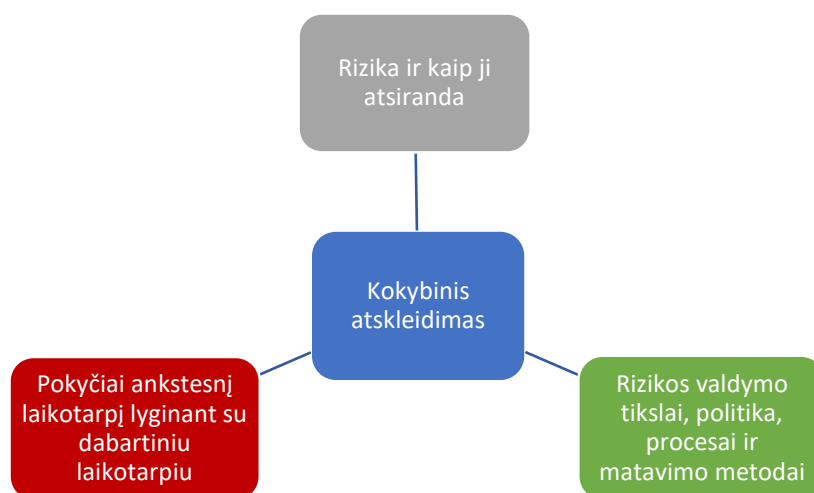 Rizika ir kaip ji
atsiranda
Kokybinis
atskleidimas
Pokyčiai ankstesnį
laikotarpį lyginant su
dabartiniu
laikotarpiu
Rizikos valdymo
tikslai, politika,
procesai ir
matavimo metodai